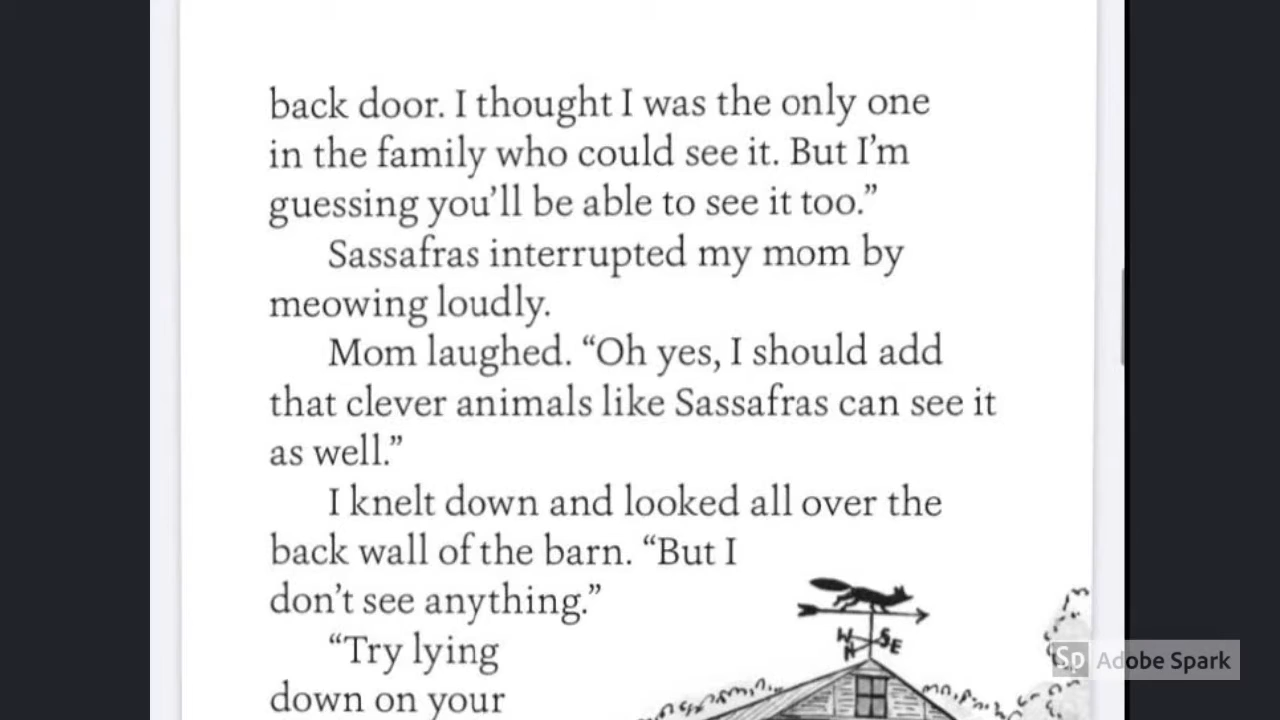 back door. I thought I was the only one
in the family who could see it. But I’m
guessing you’ll be able to see it too.”
Sassafras interrupted my mom by
meowing loudly.
Mom laughed. “Oh yes, I should add
that clever animals like Sassafras can see it
as well.”
I knelt down and looked all over the
back wall of the barn. “But I
don’t see anything.”
“Try lying
down on your
W
N
S
E
Sp Adobe Spark